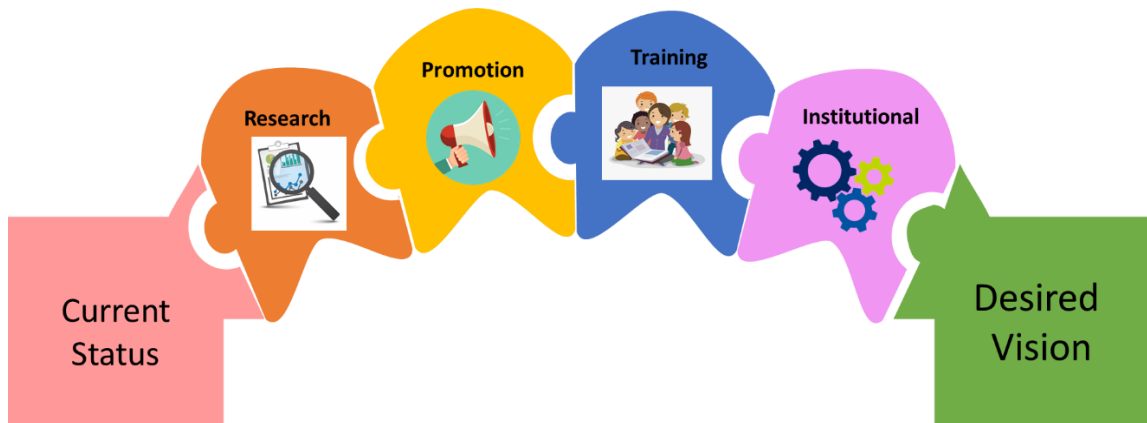 Current
Status
Research
Promotion
Training
Institutional
Desired
Vision